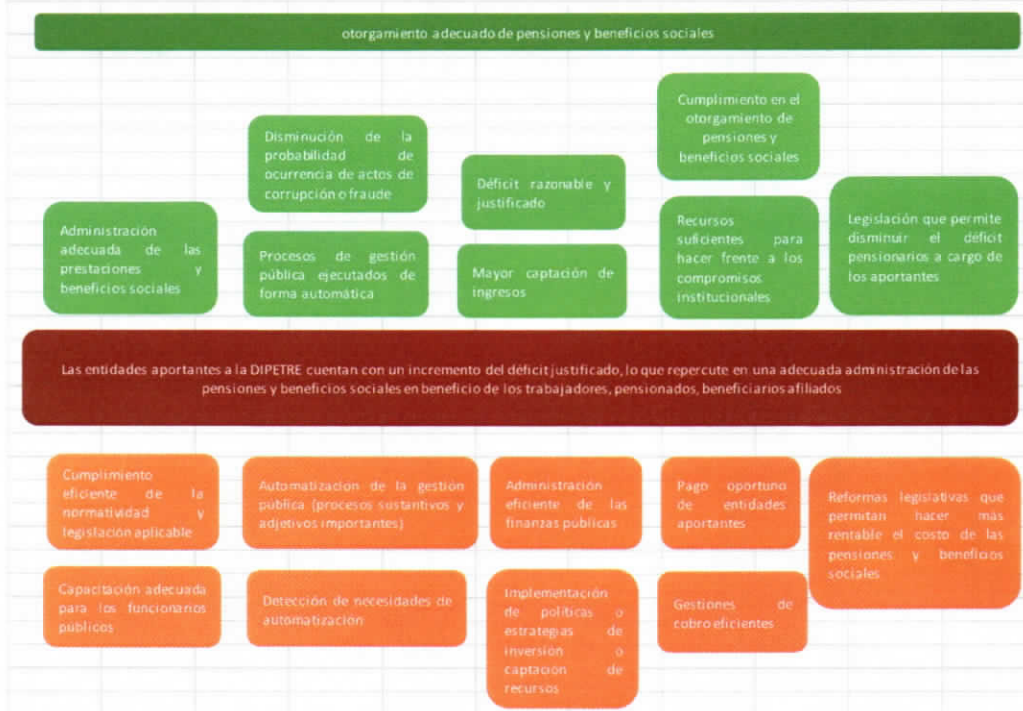 otorgamiento adecuado de pensiones y beneficios sociales
Cumplimiento en el
otorgamiento de
pensiones y
beneficios sociales
Disminución de la
probabilidad de
ocurrencia de actos de
corrupción o fraude
Déficit razonable y
justificado
Administración
adecuada de las
prestaciones y
beneficios sociales
Procesos de gestión
pública ejecutados de
forma automática
Mayor captación de
ingresos
Recursos
suficientes para
hacer frente a los
compromisos
institucionales
Legislación que permite
disminuir el déficit
pensionarios a cargo de
los aportantes
Las entidades aportantes a la DIPETRE cuentan con un incremento del déficit justificado, lo que repercute en una adecuada administración de las
pensiones y beneficios sociales en beneficio de los trabajadores, pensionados, beneficiarios afiliados
Cumplimiento
eficiente de la
normatividad y
legislación aplicable
Automatización de la gestión
pública (procesos sustantivos y
adjetivos importantes)
Administración
eficiente de las
finanzas públicas
Pago oportuno
de entidades
aportantes
Reformas legislativas que
permitan hacer más
rentable el costo de las
pensiones y beneficios
sociales
Capacitación adecuada
para los funcionarios
públicos
Detección de necesidades de
automatización
Implementación
de políticas o
estrategias de
inversión o
captación de
recursos
Gestiones de
cobro eficientes